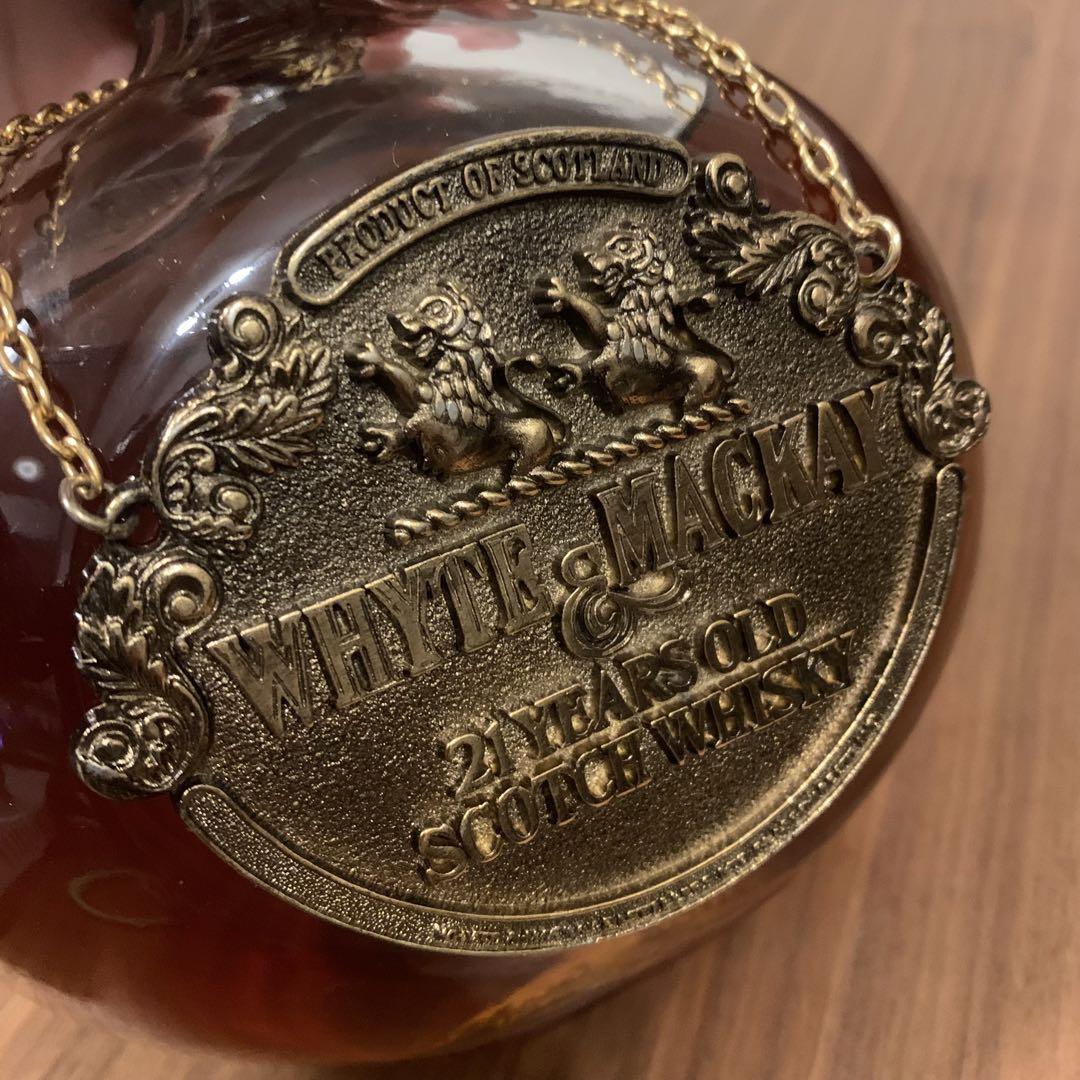 PRODUCT OF SCOTLAND
WHYTE & MACKAY
21 YEARS OLD
SCOTCH WHISKY